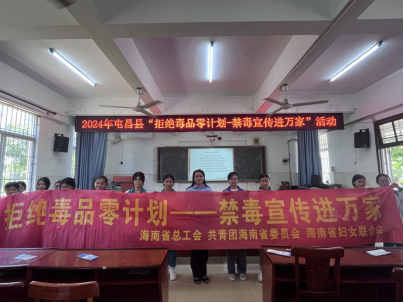 2024年屯昌县“拒绝毒品零计划-禁毒宣传进万家”活动
拒绝毒品零计划——禁毒宣传进万家
海南省总工会 共青团海南省委员会 海南省妇女联合会